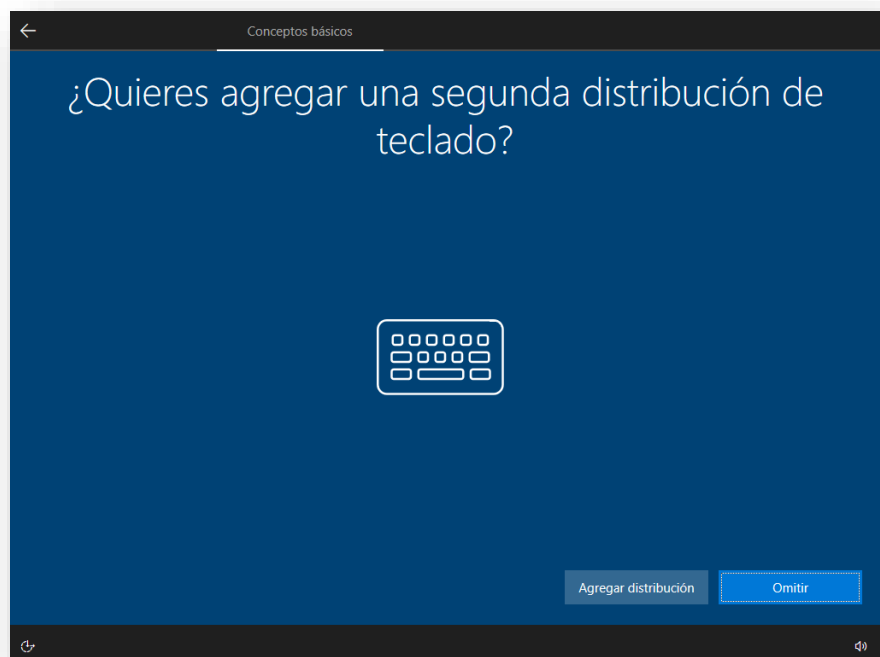 Conceptos básicos
¿Quieres agregar una segunda distribución de
teclado?
Agregar distribución
Omitir